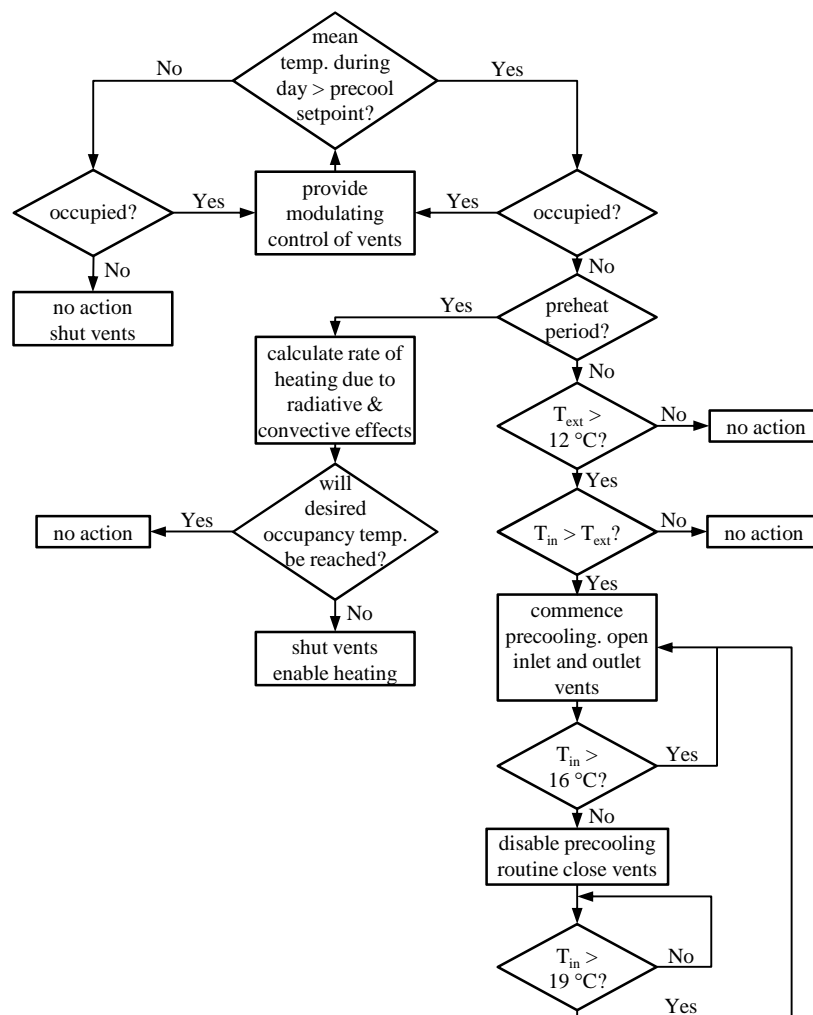 mean
temp. during
day > precool
setpoint?
No
Yes
occupied?
Yes
provide
modulating
control of vents
Yes
occupied?
No
no action
shut vents
No
Yes
preheat
period?
calculate rate of
heating due to
radiative &
convective effects
No
T_ext >
12 °C?
No
no action
Yes
will
desired
occupancy temp.
be reached?
Yes
no action
T_in > T_ext?
No
no action
Yes
No
shut vents
enable heating
commence
precooling. open
inlet and outlet
vents
T_in >
16 °C?
Yes
No
disable precooling
routine close vents
T_in >
19 °C?
No
Yes